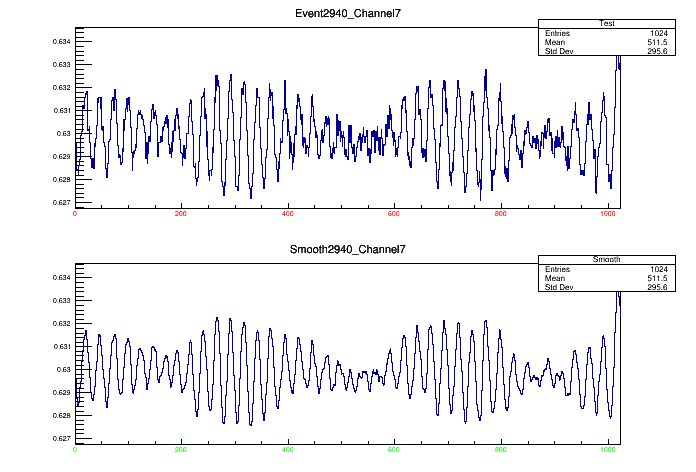 Event2940_Channel7
Test
Entries 1024
Mean 511.5
Std Dev 295.6
0.634
0.633
0.632
0.631
0.63
0.629
0.628
0.627
0 200 400 600 800 1000
Smooth2940_Channel7
Smooth
Entries 1024
Mean 511.5
Std Dev 295.6
0.634
0.633
0.632
0.631
0.63
0.629
0.628
0.627
0 200 400 600 800 1000